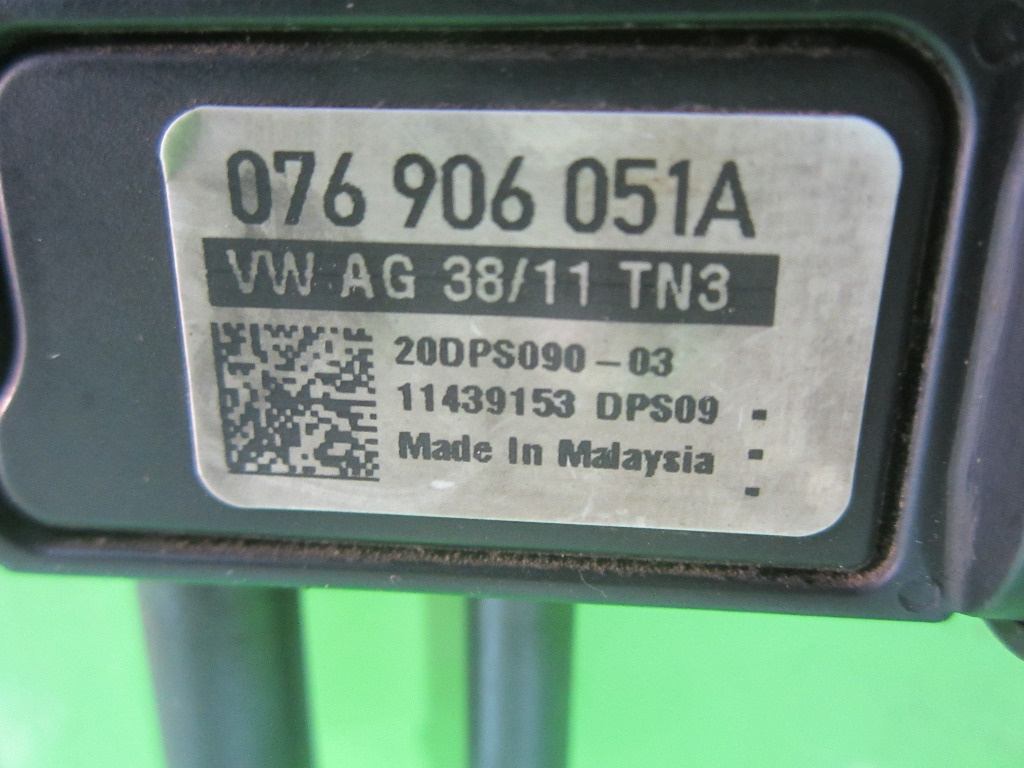 076 906 051A
VW AG 38/11 TN3
20DPS090-03
11439153 DPS09
Made In Malaysia